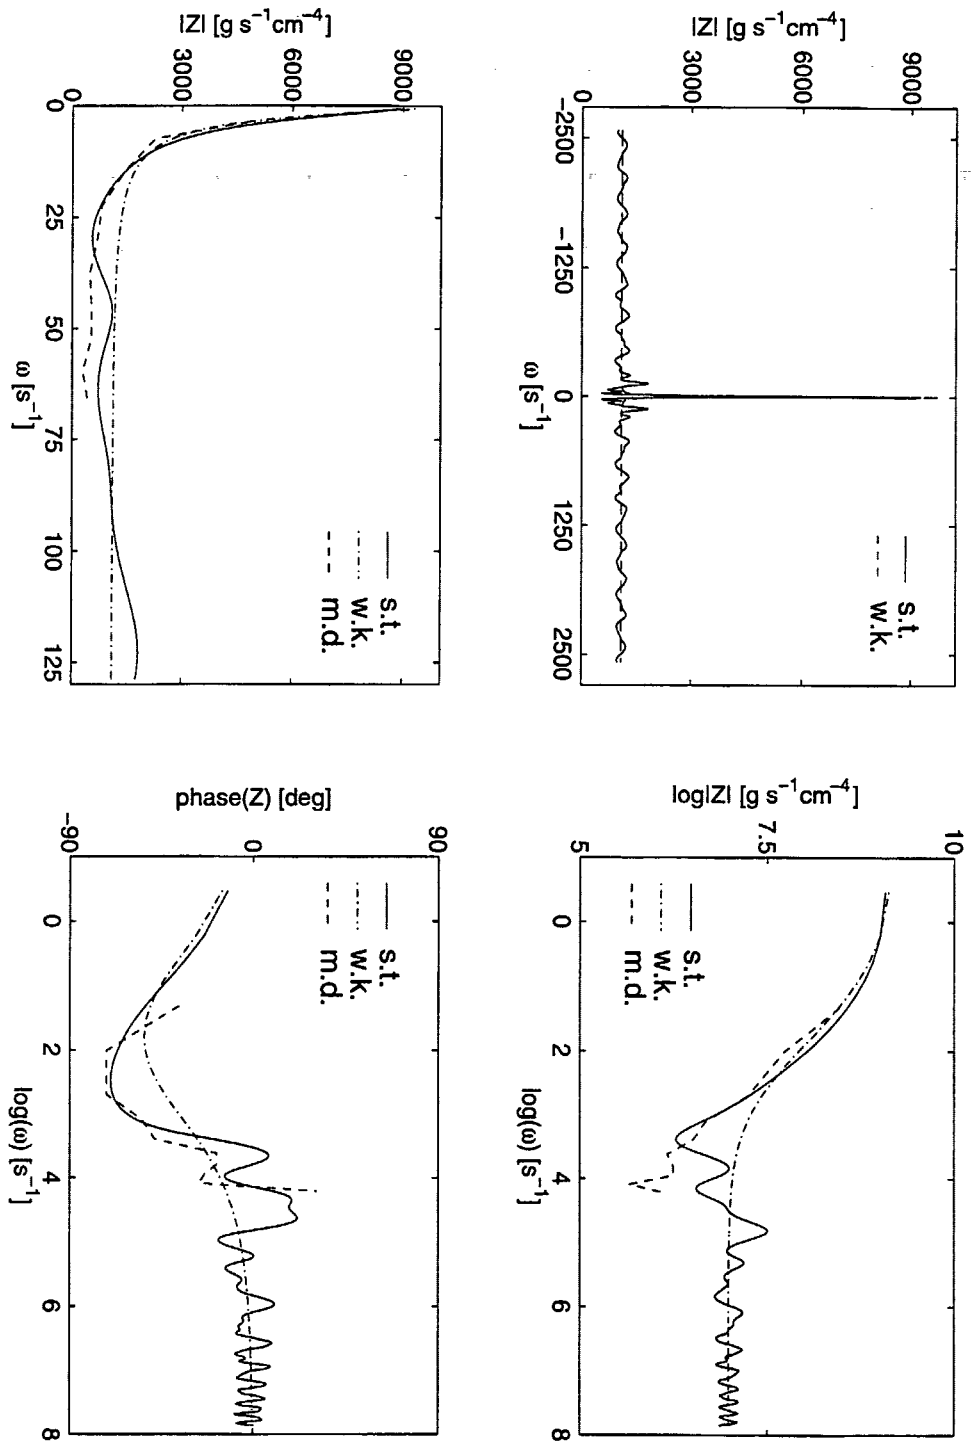 |Z| [g s⁻¹cm⁻⁴]
9000
6000
3000
0
-2500
-1250
0
1250
2500
ω [s⁻¹]
s.t.
w.k.
log|Z| [g s⁻¹cm⁻⁴]
10
7.5
5
0
2
4
6
8
log(ω) [s⁻¹]
s.t.
w.k.
m.d.
|Z| [g s⁻¹cm⁻⁴]
9000
6000
3000
0
0
25
50
75
100
125
ω [s⁻¹]
s.t.
w.k.
m.d.
phase(Z) [deg]
90
0
-90
0
2
4
6
8
log(ω) [s⁻¹]
s.t.
w.k.
m.d.